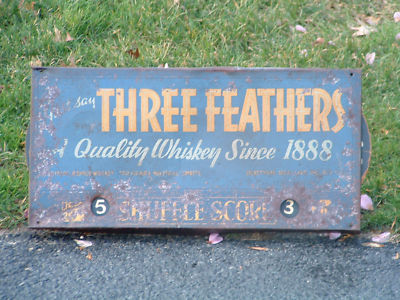 say
THREE FEATHERS
Quality Whiskey Since 1888
5 SHUFFLE SCORE 3